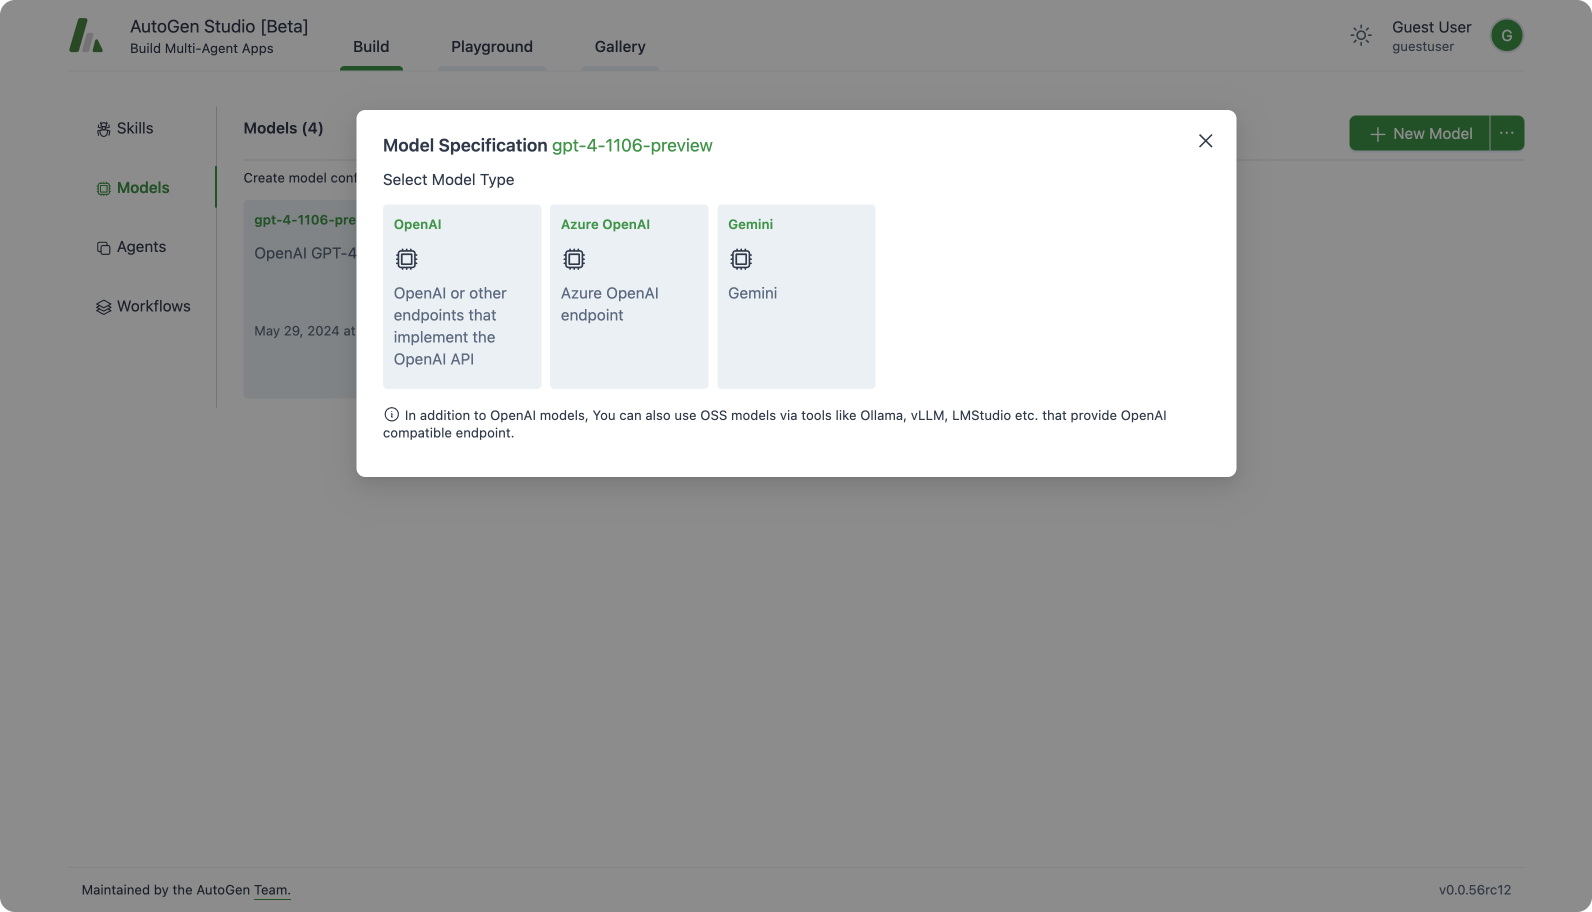 AutoGen Studio [Beta]
Build Multi-Agent Apps
Build
Playground
Gallery
Guest User
guestuser
G
Skills
Models
Agents
Workflows
Models (4)
New Model
Create model conf
gpt-4-1106-pre
OpenAI GPT-4
May 29, 2024 at
Model Specification gpt-4-1106-preview
Select Model Type
OpenAI
OpenAI or other
endpoints that
implement the
OpenAI API
Azure OpenAI
Azure OpenAI
endpoint
Gemini
Gemini
In addition to OpenAI models, You can also use OSS models via tools like Ollama, vLLM, LMStudio etc. that provide OpenAI
compatible endpoint.
Maintained by the AutoGen Team.
v0.0.56rc12